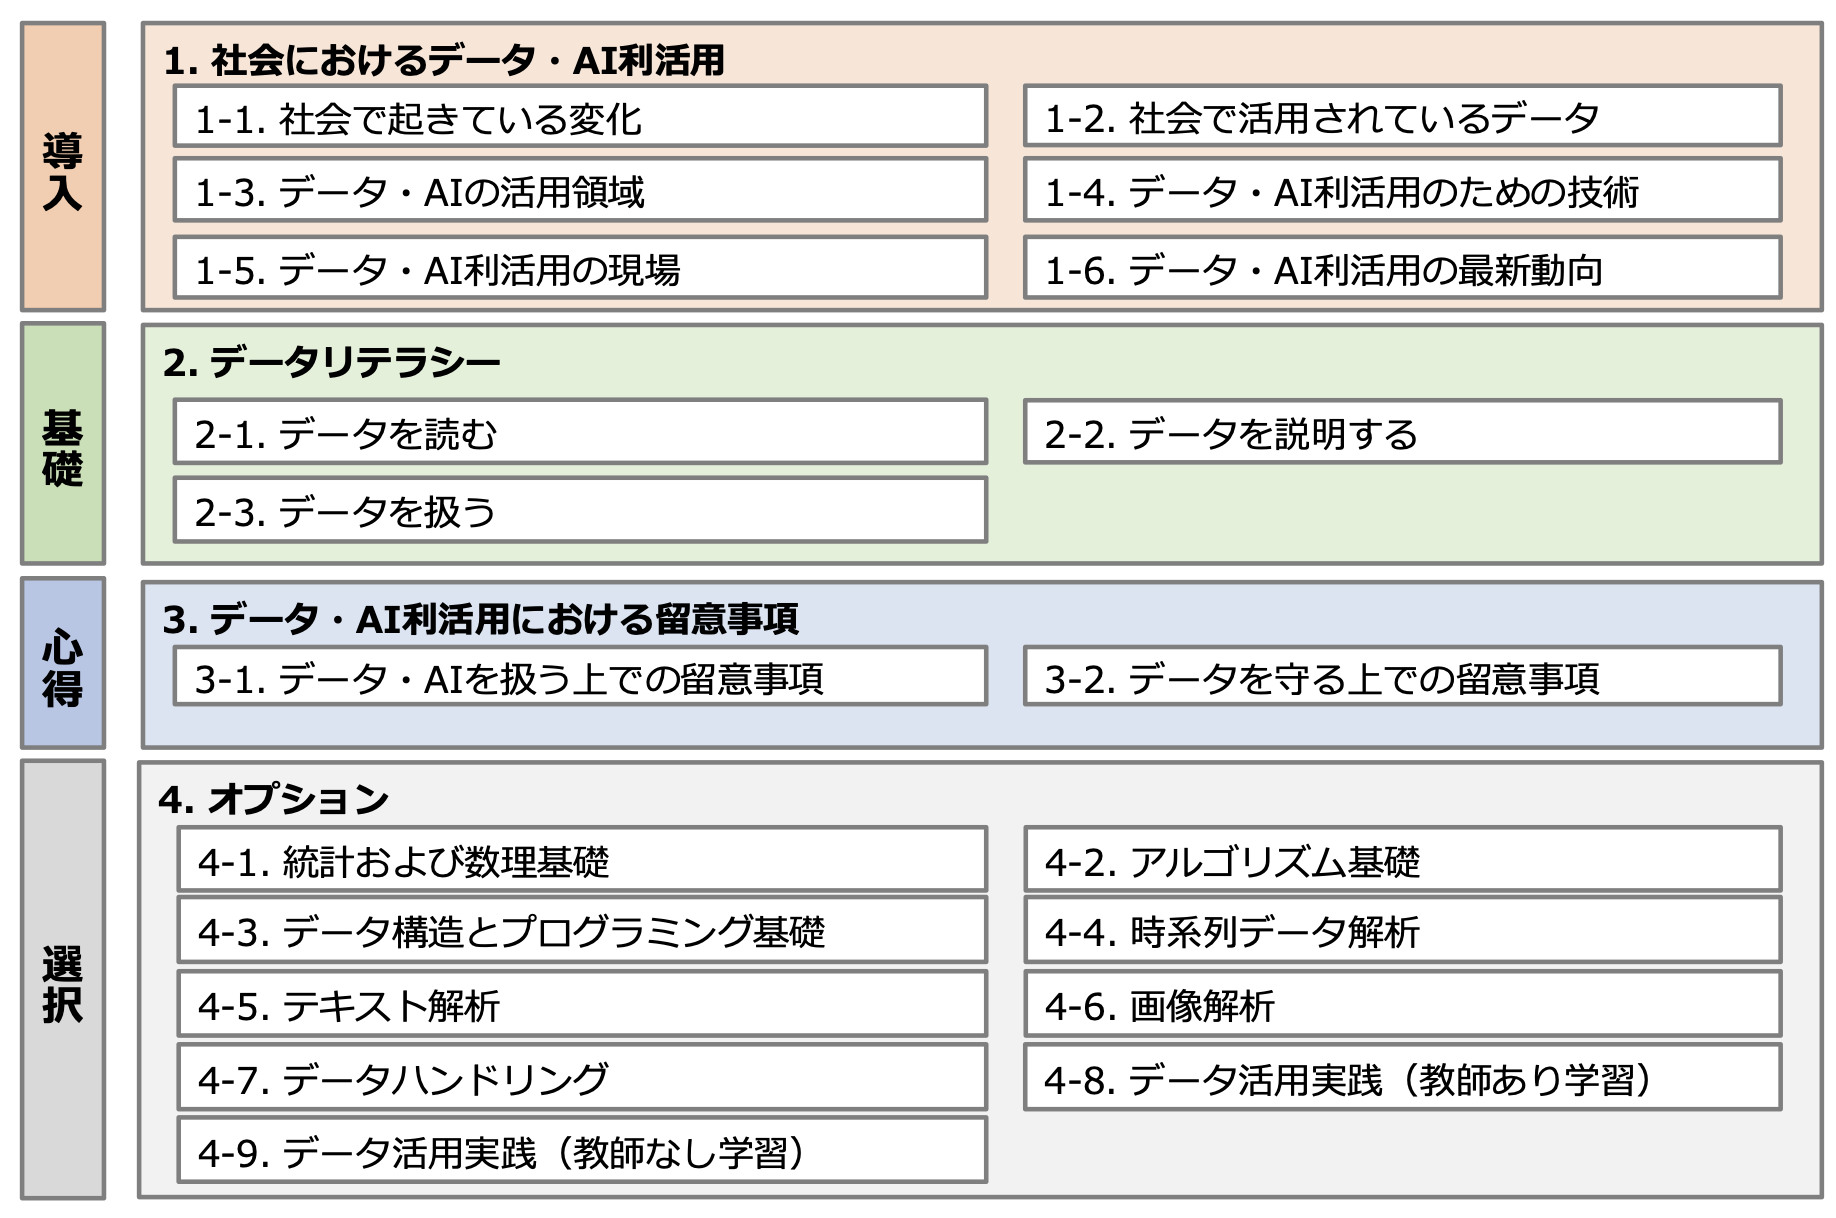 導入
1. 社会におけるデータ・AI利活用
1-1. 社会で起きている変化
1-2. 社会で活用されているデータ
1-3. データ・AIの活用領域
1-4. データ・AI利活用のための技術
1-5. データ・AI利活用の現場
1-6. データ・AI利活用の最新動向
基礎
2. データリテラシー
2-1. データを読む
2-2. データを説明する
2-3. データを扱う
心得
3. データ・AI利活用における留意事項
3-1. データ・AIを扱う上での留意事項
3-2. データを守る上での留意事項
選択
4. オプション
4-1. 統計および数理基礎
4-2. アルゴリズム基礎
4-3. データ構造とプログラミング基礎
4-4. 時系列データ解析
4-5. テキスト解析
4-6. 画像解析
4-7. データハンドリング
4-8. データ活用実践（教師あり学習）
4-9. データ活用実践（教師なし学習）